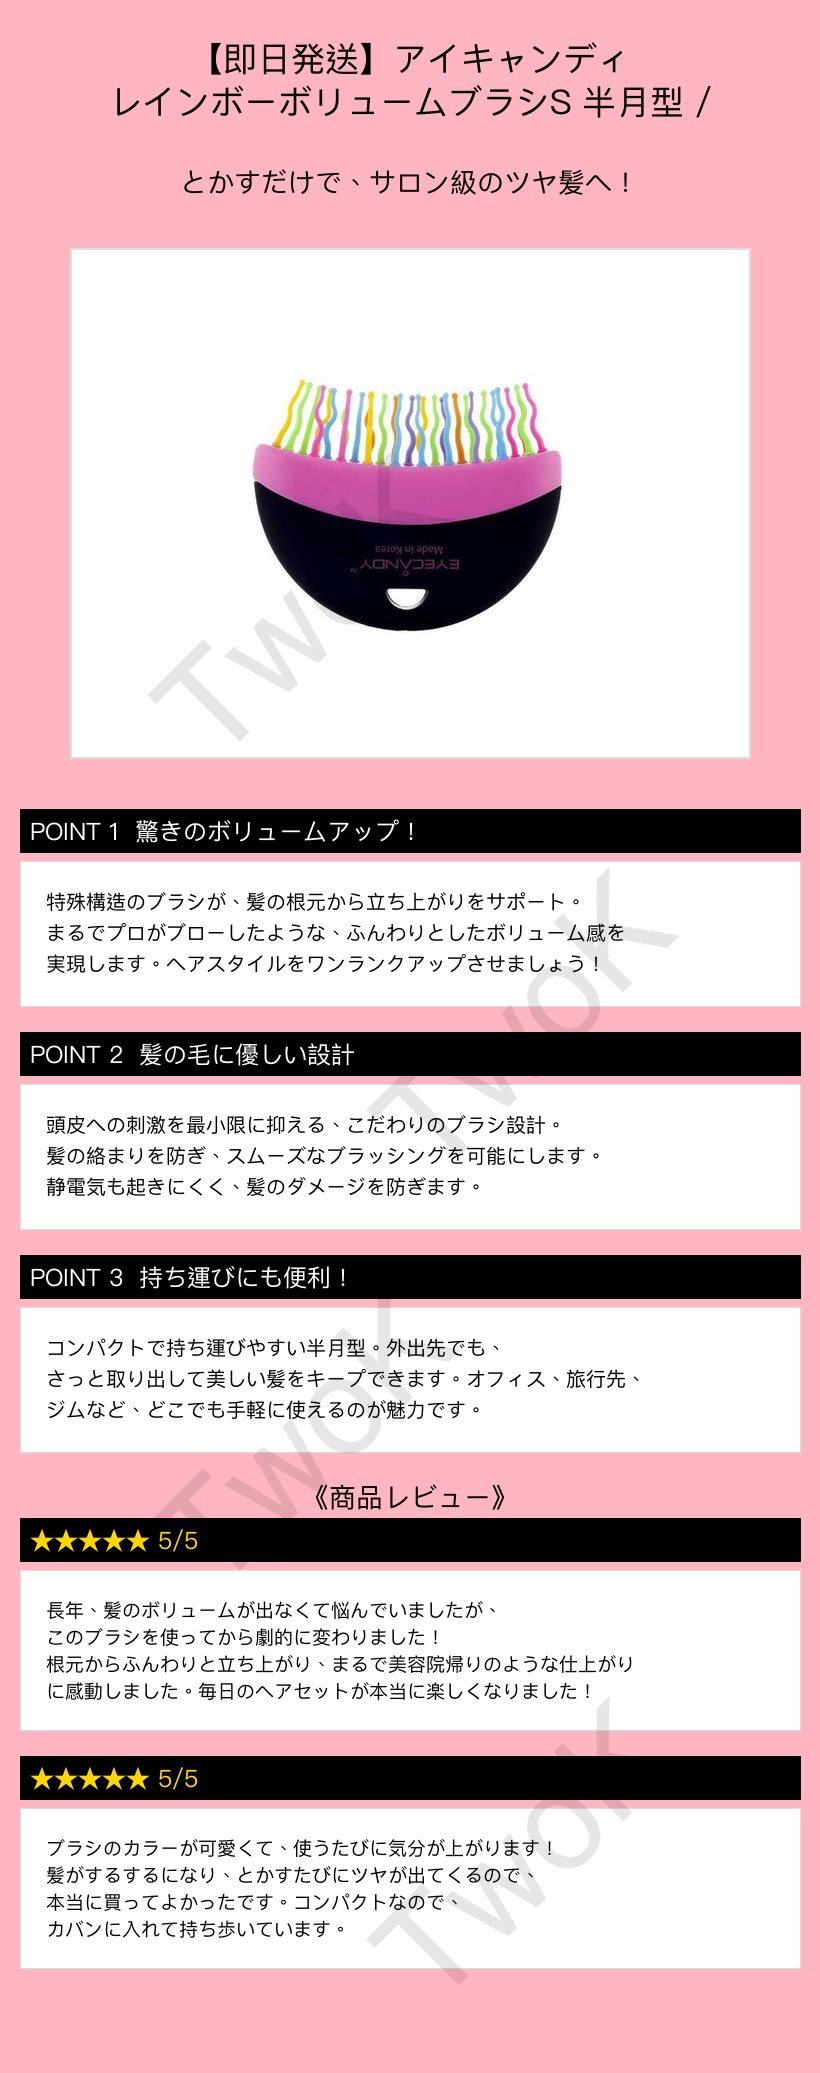 【即日発送】アイキャンディ
レインボーボリュームブラシS 半月型 /
とかすだけで、サロン級のツヤ髪へ！
Made In Korea
EYECANDY™
POINT 1 驚きのボリュームアップ！
特殊構造のブラシが、髪の根元から立ち上がりをサポート。
まるでプロがブローしたような、ふんわりとしたボリューム感を
実現します。ヘアスタイルをワンランクアップさせましょう！
POINT 2 髪の毛に優しい設計
頭皮への刺激を最小限に抑える、こだわりのブラシ設計。
髪の絡まりを防ぎ、スムーズなブラッシングを可能にします。
静電気も起きにくく、髪のダメージを防ぎます。
POINT 3 持ち運びにも便利！
コンパクトで持ち運びやすい半月型。外出先でも、
さっと取り出して美しい髪をキープできます。オフィス、旅行先、
ジムなど、どこでも手軽に使えるのが魅力です。
《商品レビュー》
★★★★★ 5/5
長年、髪のボリュームが出なくて悩んでいましたが、
このブラシを使ってから劇的に変わりました！
根元からふんわりと立ち上がり、まるで美容院帰りのような仕上がり
に感動しました。毎日のヘアセットが本当に楽しくなりました！
★★★★★ 5/5
ブラシのカラーが可愛くて、使うたびに気分が上がります！
髪がするするになり、とかすたびにツヤが出てくるので、
本当に買ってよかったです。コンパクトなので、
カバンに入れて持ち歩いています。
TwoK
TwoK
TwoK
TwoK